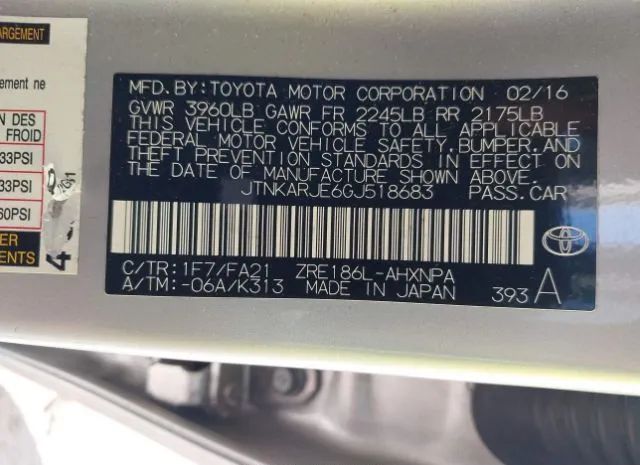 ARGEMENT
ement ne
N DES
FROID
33PSI
33PSI
60PSI
ER
ENTS
4
MFD.BY:TOYOTA MOTOR CORPORATION 02/16
GVWR 3960LB GAWR FR 2245LB RR 2175LB
THIS VEHICLE CONFORMS TO ALL APPLICABLE
FEDERAL MOTOR VEHICLE SAFETY,BUMPER,AND
THEFT PREVENTION STANDARDS IN EFFECT ON
THE DATE OF MANUFACTURE SHOWN ABOVE.
JTNKARJE6GJ518683 PASS.CAR
C/TR:1F7/FA21 ZRE186L-AHXNPA
A/TM:-06A/K313 MADE IN JAPAN 393 A